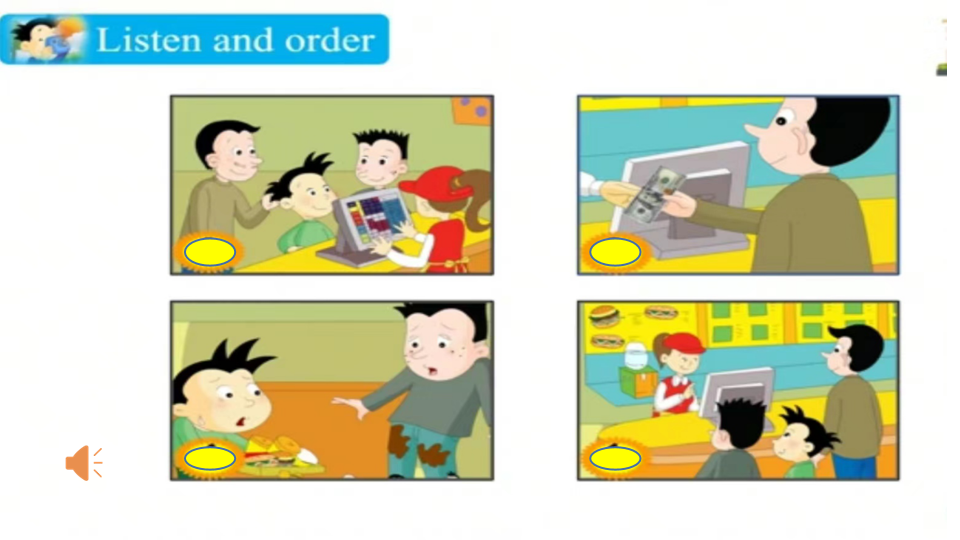 Listen and order